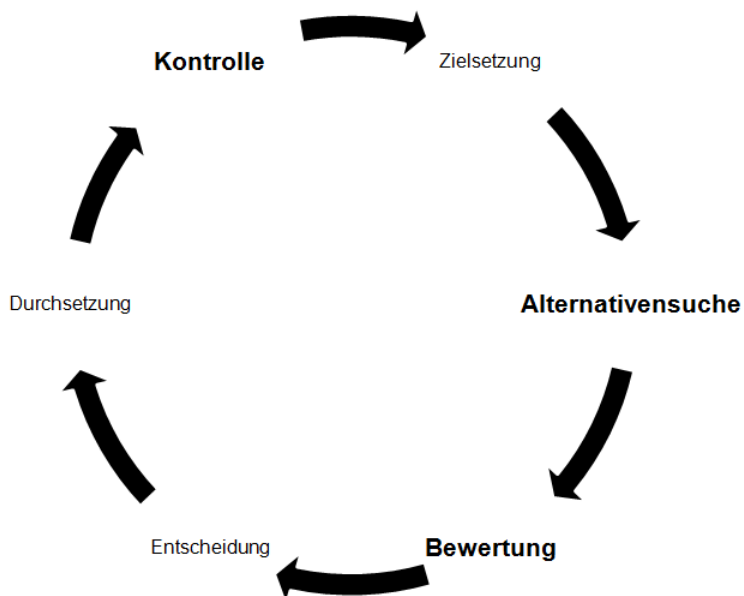 Kontrolle
Zielsetzung
Durchsetzung
Alternativensuche
Entscheidung
Bewertung